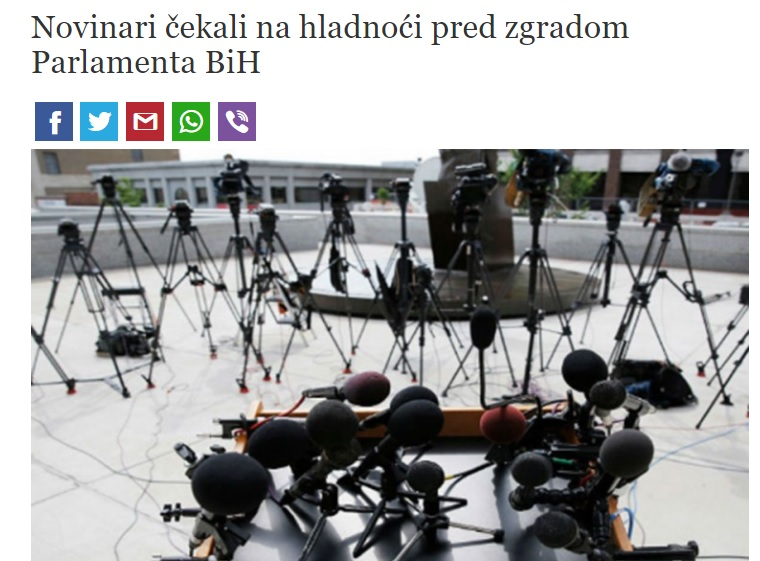 Novinari čekali na hladnoći pred zgradom
Parlamenta BiH